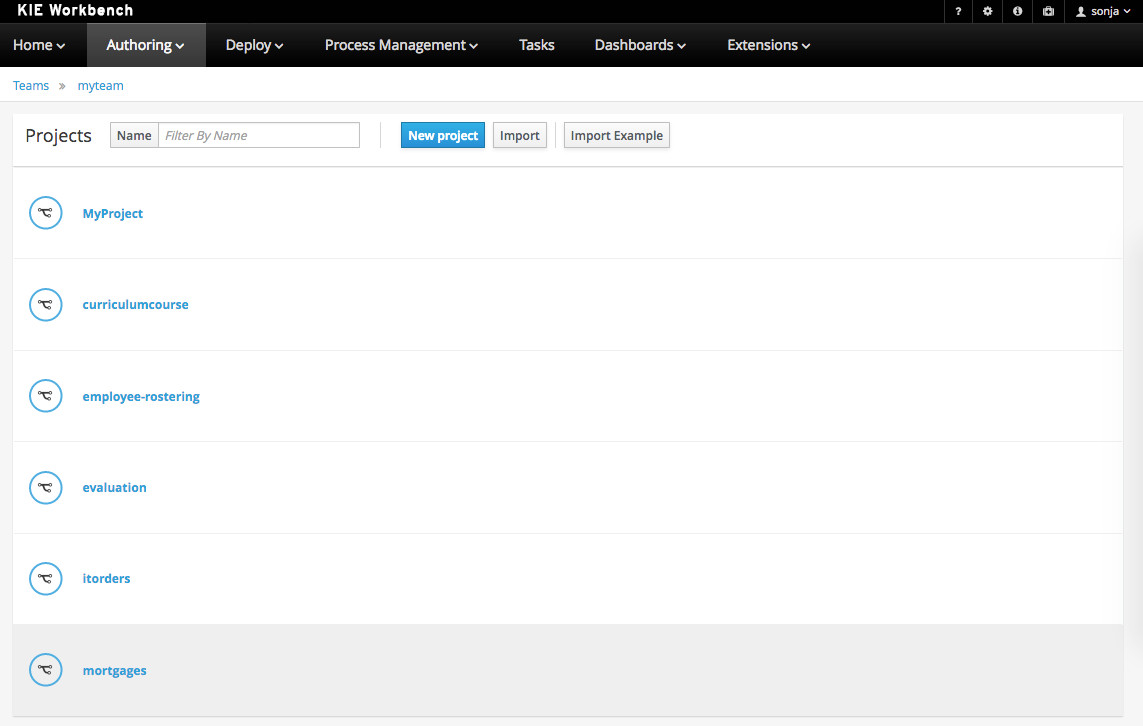 KIE Workbench
? sonja
Home Authoring Deploy Process Management Tasks Dashboards Extensions
Teams » myteam
Projects Name Filter By Name New project Import Import Example
MyProject
curriculumcourse
employee-rostering
evaluation
itorders
mortgages